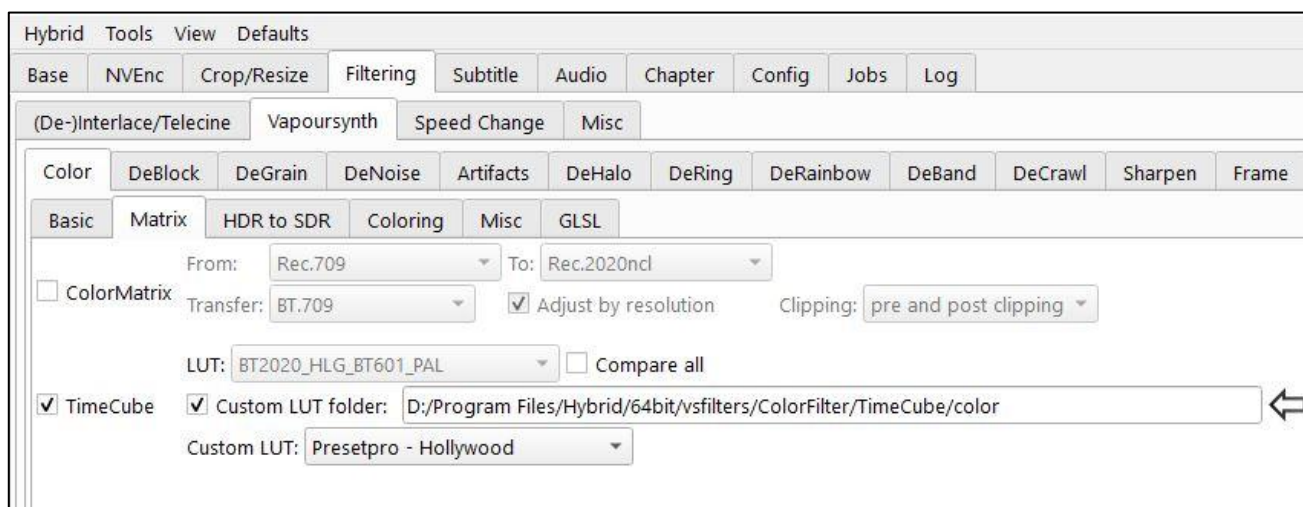 Hybrid Tools View Defaults
Base NVEnc Crop/Resize Filtering Subtitle Audio Chapter Config Jobs Log
(De-)Interlace/Telecine Vapoursynth Speed Change Misc
Color DeBlock DeGrain DeNoise Artifacts DeHalo DeRing DeRainbow DeBand DeCrawl Sharpen Frame
Basic Matrix HDR to SDR Coloring Misc GLSL
From: Rec.709 To: Rec.2020ncl
ColorMatrix
Transfer: BT.709 Adjust by resolution Clipping: pre and post clipping
LUT: BT2020_HLG_BT601_PAL Compare all
TimeCube Custom LUT folder: D:/Program Files/Hybrid/64bit/vsfilters/ColorFilter/TimeCube/color
Custom LUT: Presetpro - Hollywood